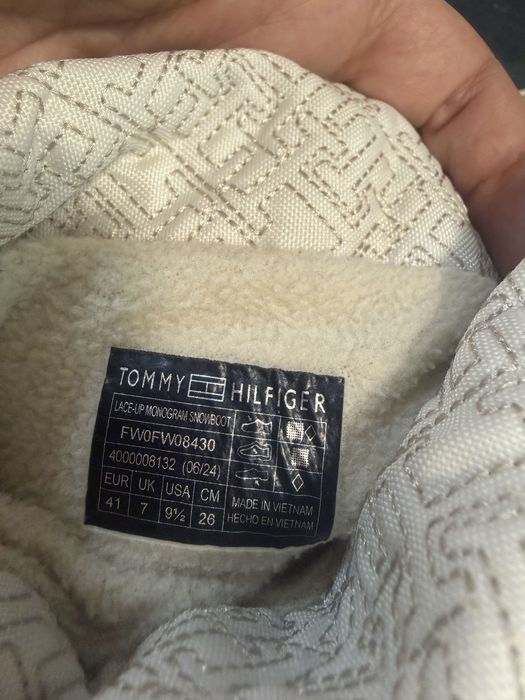 TOMMY HILFIGER
LACE-UP MONOGRAM SNOWBOOT
FW0FW08430
4000008132 (06/24)
EUR UK USA CM
41 7 9½ 26
MADE IN VIETNAM
HECHO EN VIETNAM